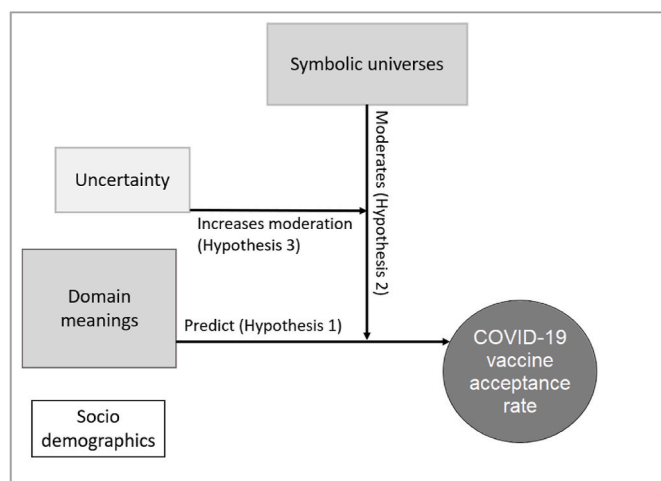 Symbolic universes
Moderates (Hypothesis 2)
Uncertainty
Increases moderation
(Hypothesis 3)
Domain
meanings
Predict (Hypothesis 1)
COVID-19
vaccine
acceptance
rate
Socio
demographics